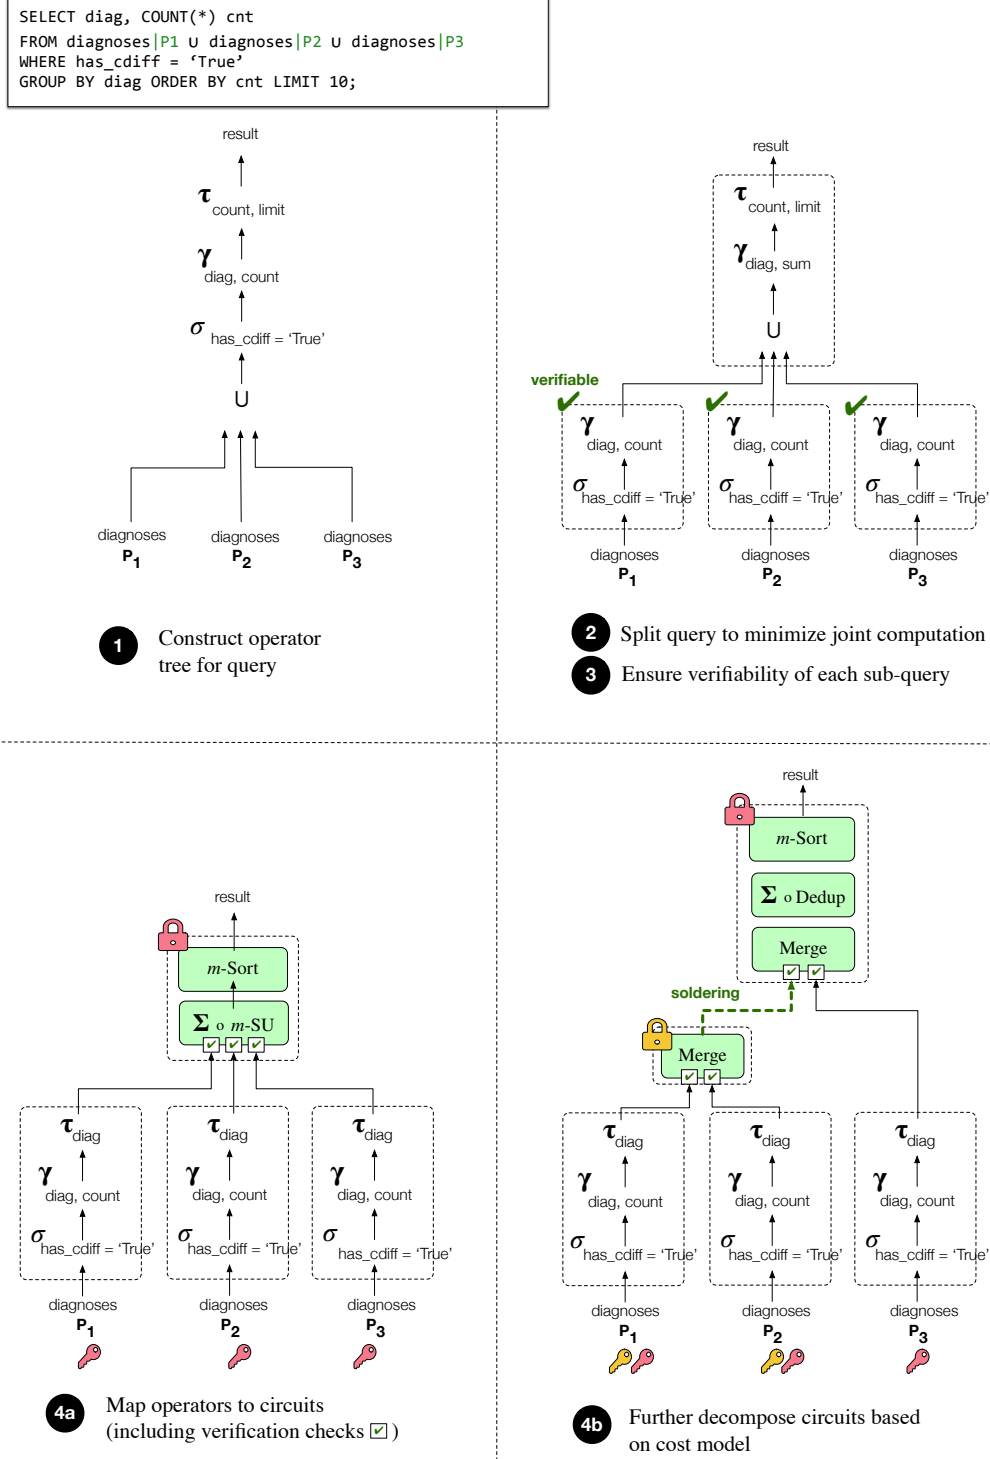 SELECT diag, COUNT(*) cnt
FROM diagnoses|P1 ∪ diagnoses|P2 ∪ diagnoses|P3
WHERE has_cdiff = ‘True’
GROUP BY diag ORDER BY cnt LIMIT 10;
result
τ count, limit
γ diag, count
σ has_cdiff = ‘True’
∪
diagnoses diagnoses diagnoses
P1 P2 P3
1 Construct operator
tree for query
result
τ count, limit
γ diag, sum
∪
verifiable
✔ ✔ ✔
γ diag, count γ diag, count γ diag, count
σ has_cdiff = ‘True’ σ has_cdiff = ‘True’ σ has_cdiff = ‘True’
diagnoses diagnoses diagnoses
P1 P2 P3
2 Split query to minimize joint computation
3 Ensure verifiability of each sub-query
result
m-Sort
Σ o m-SU
✔ ✔ ✔
τ diag τ diag τ diag
γ diag, count γ diag, count γ diag, count
σ has_cdiff = ‘True’ σ has_cdiff = ‘True’ σ has_cdiff = ‘True’
diagnoses diagnoses diagnoses
P1 P2 P3
4a Map operators to circuits
(including verification checks ✔ )
result
m-Sort
Σ o Dedup
Merge
✔ ✔
soldering
Merge
✔ ✔
τ diag τ diag τ diag
γ diag, count γ diag, count γ diag, count
σ has_cdiff = ‘True’ σ has_cdiff = ‘True’ σ has_cdiff = ‘True’
diagnoses diagnoses diagnoses
P1 P2 P3
4b Further decompose circuits based
on cost model